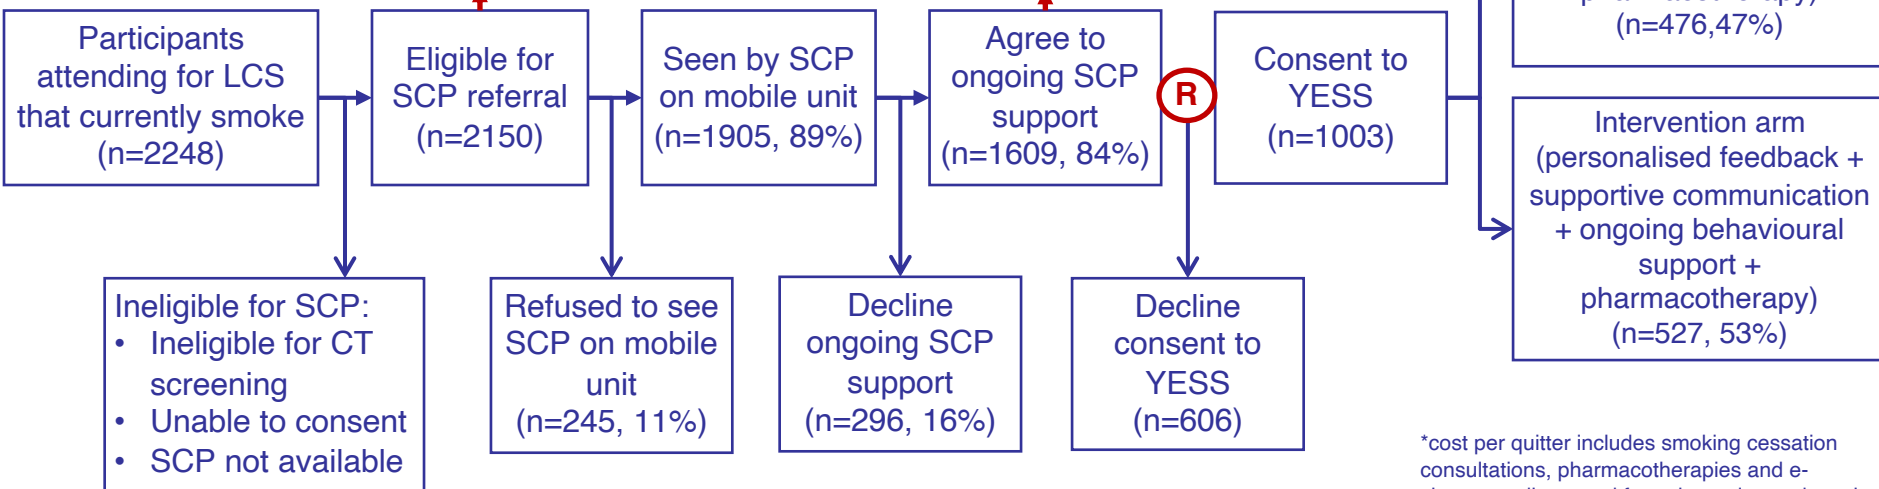 Participants
attending for LCS
that currently smoke
(n=2248)
Eligible for
SCP referral
(n=2150)
Seen by SCP
on mobile unit
(n=1905, 89%)
Agree to
ongoing SCP
support
(n=1609, 84%)
R
Consent to
YESS
(n=1003)
(n=476,47%)
Intervention arm
(personalised feedback +
supportive communication
+ ongoing behavioural
support +
pharmacotherapy)
(n=527, 53%)
Ineligible for SCP:
• Ineligible for CT
screening
• Unable to consent
• SCP not available
Refused to see
SCP on mobile
unit
(n=245, 11%)
Decline
ongoing SCP
support
(n=296, 16%)
Decline
consent to
YESS
(n=606)
*cost per quitter includes smoking cessation
consultations, pharmacotherapies and e-